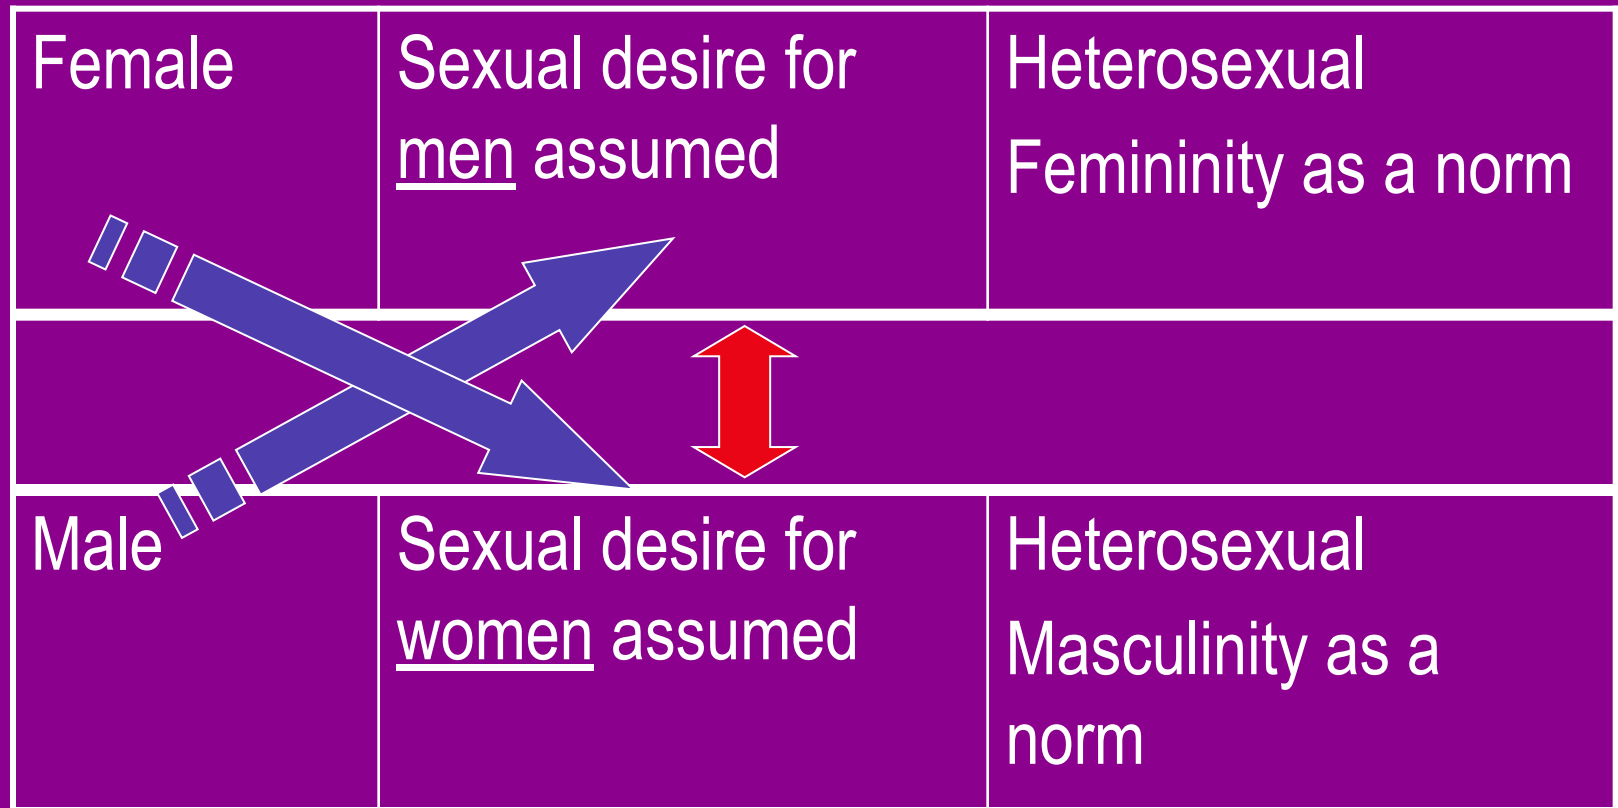 Female
Sexual desire for
men assumed
Heterosexual
Femininity as a norm
Male
Sexual desire for
women assumed
Heterosexual
Masculinity as a
norm